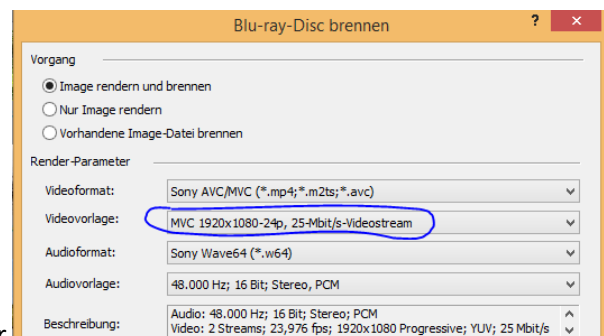 Blu-ray-Disc brennen ? ×
Vorgang
Image rendern und brennen
Nur Image rendern
Vorhandene Image-Datei brennen
Render-Parameter
Videoformat: Sony AVC/MVC (*.mp4;*.m2ts;*.avc)
Videovorlage: MVC 1920x1080-24p, 25-Mbit/s-Videostream
Audioformat: Sony Wave64 (*.w64)
Audiovorlage: 48.000 Hz; 16 Bit; Stereo, PCM
Beschreibung: Audio: 48.000 Hz; 16 Bit; Stereo; PCM
Video: 2 Streams; 23,976 fps; 1920x1080 Progressive; YUV; 25 Mbit/s